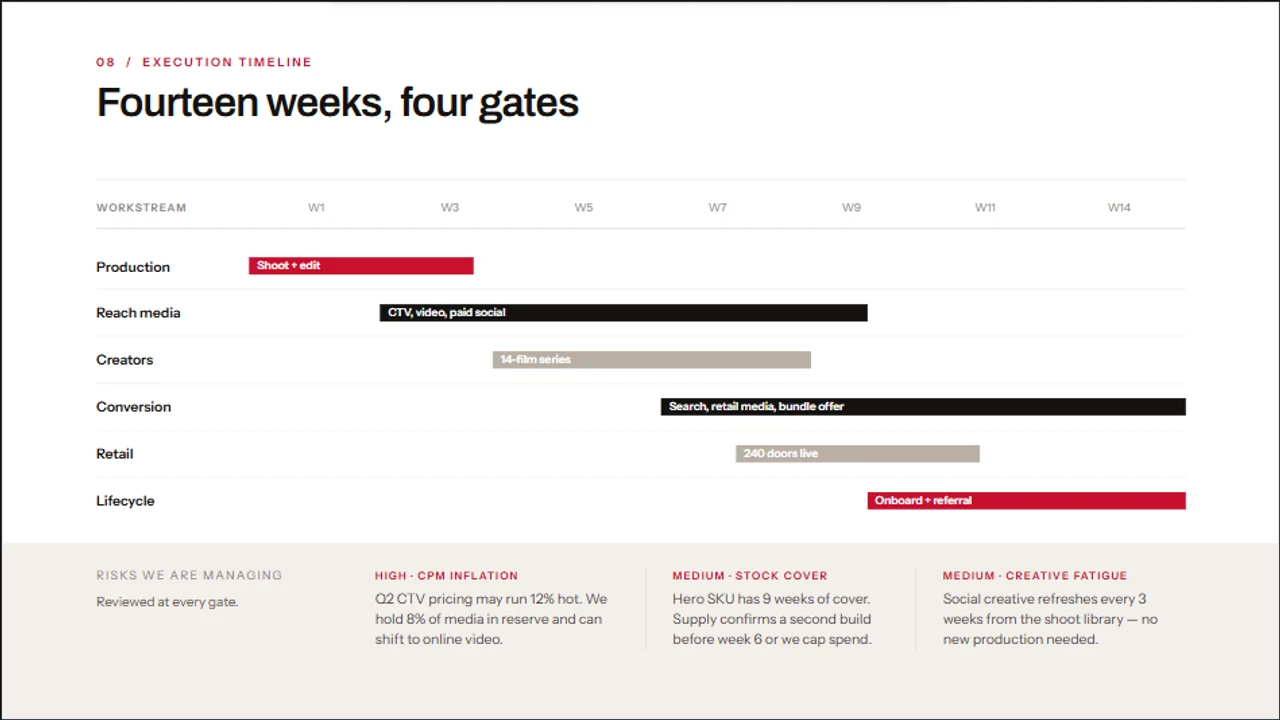 08 / EXECUTION TIMELINE
Fourteen weeks, four gates
WORKSTREAM W1 W3 W5 W7 W9 W11 W14
Production Shoot + edit
Reach media CTV, video, paid social
Creators 14-film series
Conversion Search, retail media, bundle offer
Retail 240 doors live
Lifecycle Onboard + referral
RISKS WE ARE MANAGING
Reviewed at every gate.
HIGH · CPM INFLATION
Q2 CTV pricing may run 12% hot. We
hold 8% of media in reserve and can
shift to online video.
MEDIUM · STOCK COVER
Hero SKU has 9 weeks of cover.
Supply confirms a second build
before week 6 or we cap spend.
MEDIUM · CREATIVE FATIGUE
Social creative refreshes every 3
weeks from the shoot library — no
new production needed.